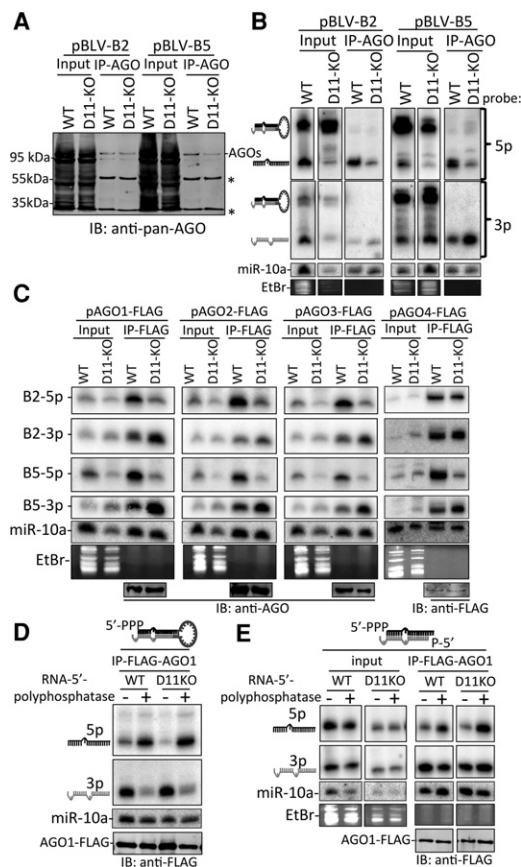 A
pBLV-B2 pBLV-B5
Input IP-AGO Input IP-AGO
WT D11-KO WT D11-KO WT D11-KO WT D11-KO
95 kDa -AGOs
55kDa *
35kDa *
IB: anti-pan-AGO
B
pBLV-B2 pBLV-B5
Input IP-AGO Input IP-AGO
WT D11-KO WT D11-KO WT D11-KO WT D11-KO
probe:
5p
3p
miR-10a-
EtBr-
C
pAGO1-FLAG pAGO2-FLAG pAGO3-FLAG pAGO4-FLAG
Input IP-FLAG Input IP-FLAG Input IP-FLAG Input IP-FLAG
WT D11-KO WT D11-KO WT D11-KO WT D11-KO WT D11-KO WT D11-KO WT D11-KO WT D11-KO
B2-5p
B2-3p
B5-5p
B5-3p
miR-10a
EtBr-
IB: anti-AGO IB: anti-FLAG
D
5'-PPP
IP-FLAG-AGO1
RNA-5'- WT D11KO
polyphosphatase - + - +
5p
3p
miR-10a
AGO1-FLAG
IB: anti-FLAG
E
5'-PPP P-5'
input IP-FLAG-AGO1
RNA-5'- WT D11KO WT D11KO
polyphosphatase - + - + - + - +
5p
3p
miR-10a
EtBr
AGO1-FLAG-
IB: anti-FLAG